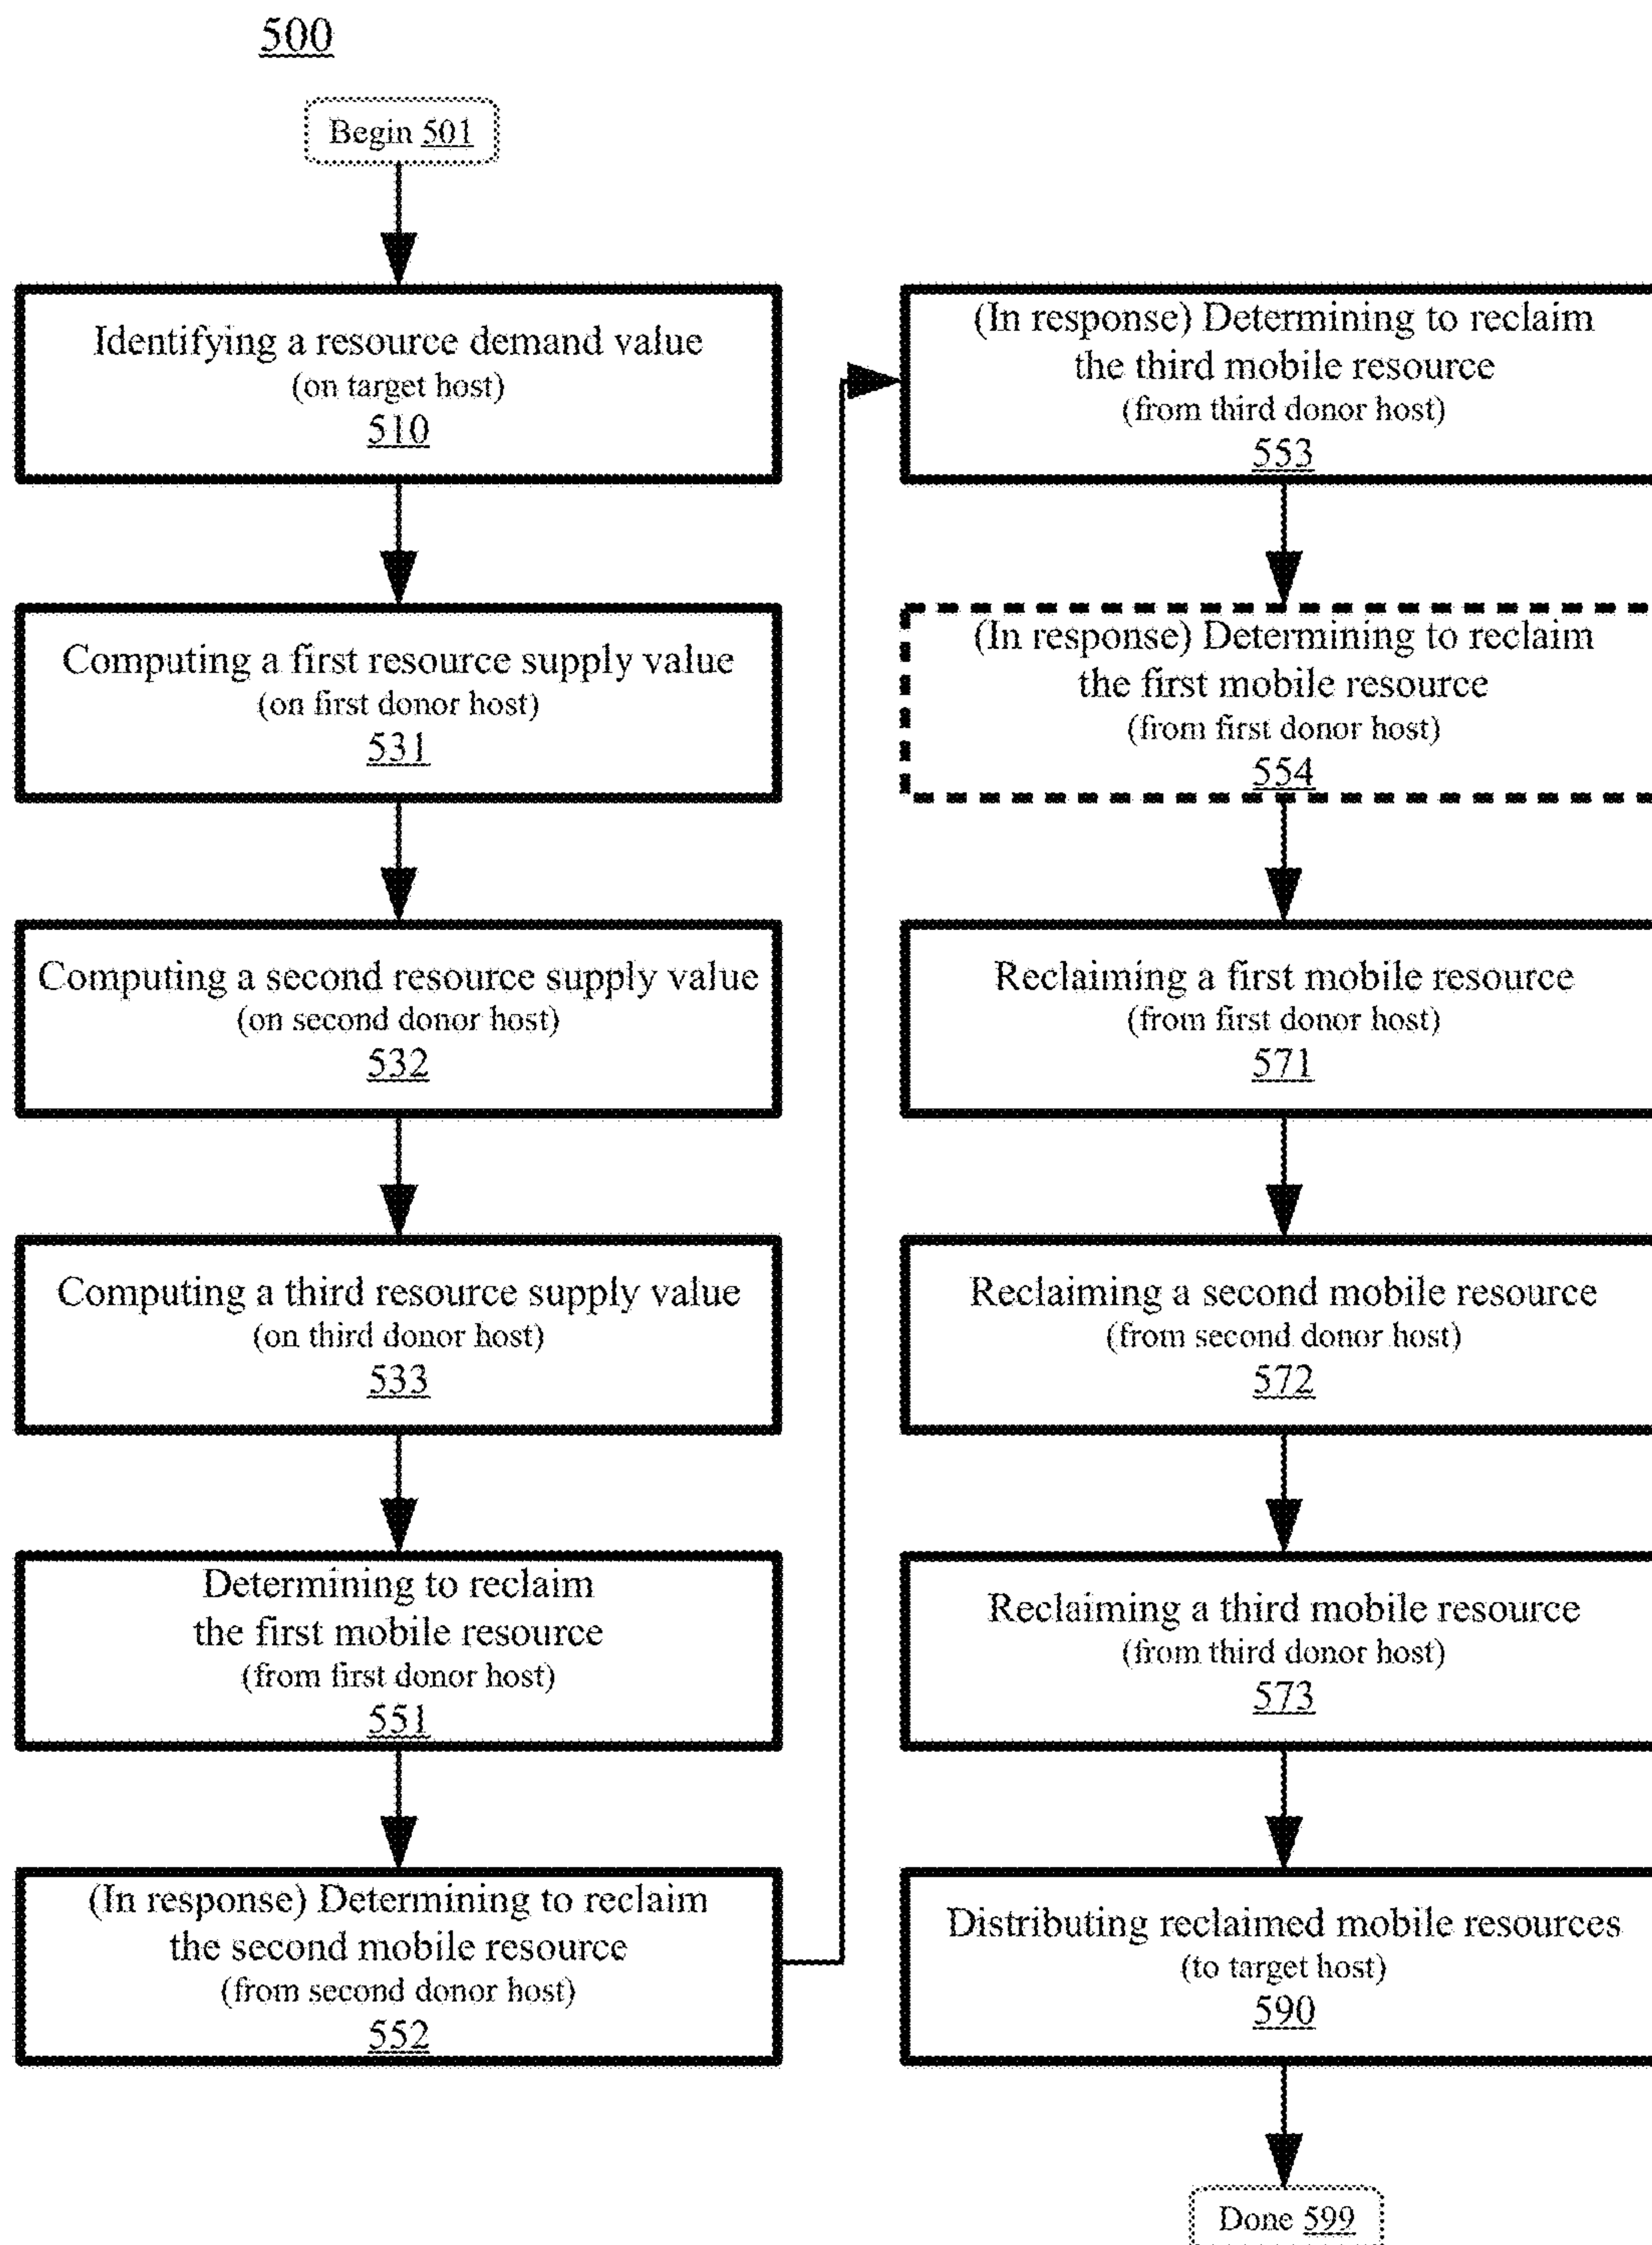 500
Begin 501
Identifying a resource demand value
(on target host)
510
Computing a first resource supply value
(on first donor host)
531
Computing a second resource supply value
(on second donor host)
532
Computing a third resource supply value
(on third donor host)
533
Determining to reclaim
the first mobile resource
(from first donor host)
551
(In response) Determining to reclaim
the second mobile resource
(from second donor host)
552
(In response) Determining to reclaim
the third mobile resource
(from third donor host)
553
(In response) Determining to reclaim
the first mobile resource
(from first donor host)
554
Reclaiming a first mobile resource
(from first donor host)
571
Reclaiming a second mobile resource
(from second donor host)
572
Reclaiming a third mobile resource
(from third donor host)
573
Distributing reclaimed mobile resources
(to target host)
590
Done 599